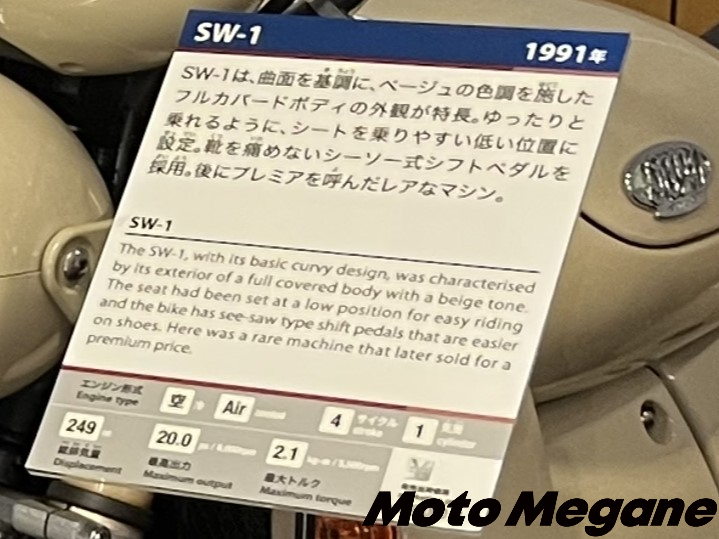 SW-1
1991年
SW-1は、曲面を基調に、ベージュの色調を施した
フルカバードボディの外観が特長。ゆったりと
乗れるように、シートを乗りやすい低い位置に
設定。靴を痛めないシーソー式シフトペダルを
採用。後にプレミアを呼んだレアなマシン。
SW-1
The SW-1, with its basic curvy design, was characterised
by its exterior of a full covered body with a beige tone.
The seat had been set at a low position for easy riding
and the bike has see-saw type shift pedals that are easier
on shoes. Here was a rare machine that later sold for a
premium price.
エンジン形式 空 冷 4 サイクル 1 気筒
Engine type Air cooled stroke cylinder
249 20.0 2.1
総排気量 最高出力 最大トルク
Displacement Maximum output Maximum torque
Moto Megane